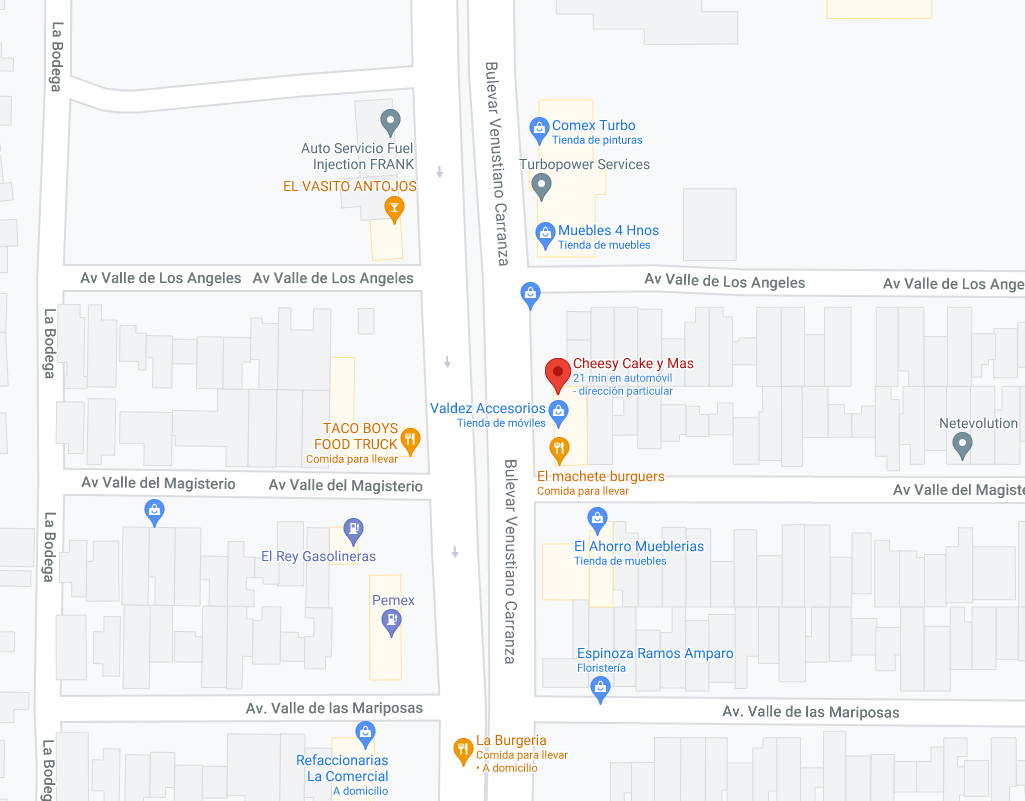 La Bodega
Bulevar Venustiano Carranza
Comex Turbo
Tienda de pinturas
Auto Servicio Fuel
Injection FRANK
Turbopower Services
EL VASITO ANTOJOS
Muebles 4 Hnos
Tienda de muebles
Av Valle de Los Angeles
Av Valle de Los Angeles
Av Valle de Los Angeles
Av Valle de Los Ange
La Bodega
Cheesy Cake y Mas
21 min en automóvil
- dirección particular
Valdez Accesorios
Tienda de móviles
TACO BOYS
FOOD TRUCK
Comida para llevar
Netevolution
El machete burguers
Comida para llevar
Av Valle del Magisterio
Av Valle del Magisterio
Av Valle del Magiste
La Bodega
Bulevar Venustiano Carranza
El Rey Gasolineras
El Ahorro Mueblerias
Tienda de muebles
Pemex
Espinoza Ramos Amparo
Floristería
Av. Valle de las Mariposas
Av. Valle de las Mariposas
La Bodega
La Burgeria
Comida para llevar
• A domicilio
Refaccionarias
La Comercial
A domicilio